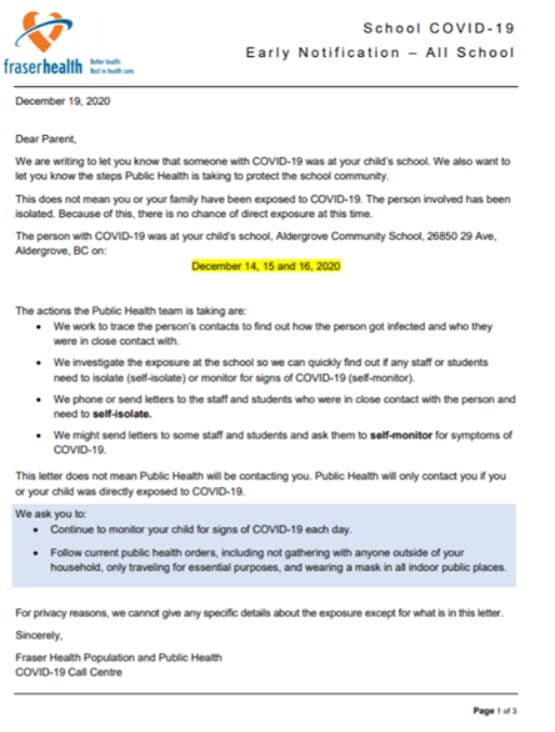 School COVID-19
Early Notification – All School
fraserhealth
Better health.
Best in health care.
December 19, 2020
Dear Parent,
We are writing to let you know that someone with COVID-19 was at your child's school. We also want to
let you know the steps Public Health is taking to protect the school community.
This does not mean you or your family have been exposed to COVID-19. The person involved has been
isolated. Because of this, there is no chance of direct exposure at this time.
The person with COVID-19 was at your child's school, Aldergrove Community School, 26850 29 Ave,
Aldergrove, BC on:
December 14, 15 and 16, 2020
The actions the Public Health team is taking are:
• We work to trace the person's contacts to find out how the person got infected and who they
were in close contact with.
• We investigate the exposure at the school so we can quickly find out if any staff or students
need to isolate (self-isolate) or monitor for signs of COVID-19 (self-monitor).
• We phone or send letters to the staff and students who were in close contact with the person and
need to self-isolate.
• We might send letters to some staff and students and ask them to self-monitor for symptoms of
COVID-19.
This letter does not mean Public Health will be contacting you. Public Health will only contact you if you
or your child was directly exposed to COVID-19.
We ask you to:
• Continue to monitor your child for signs of COVID-19 each day.
• Follow current public health orders, including not gathering with anyone outside of your
household, only traveling for essential purposes, and wearing a mask in all indoor public places.
For privacy reasons, we cannot give any specific details about the exposure except for what is in this letter.
Sincerely,
Fraser Health Population and Public Health
COVID-19 Call Centre
Page 1 of 3